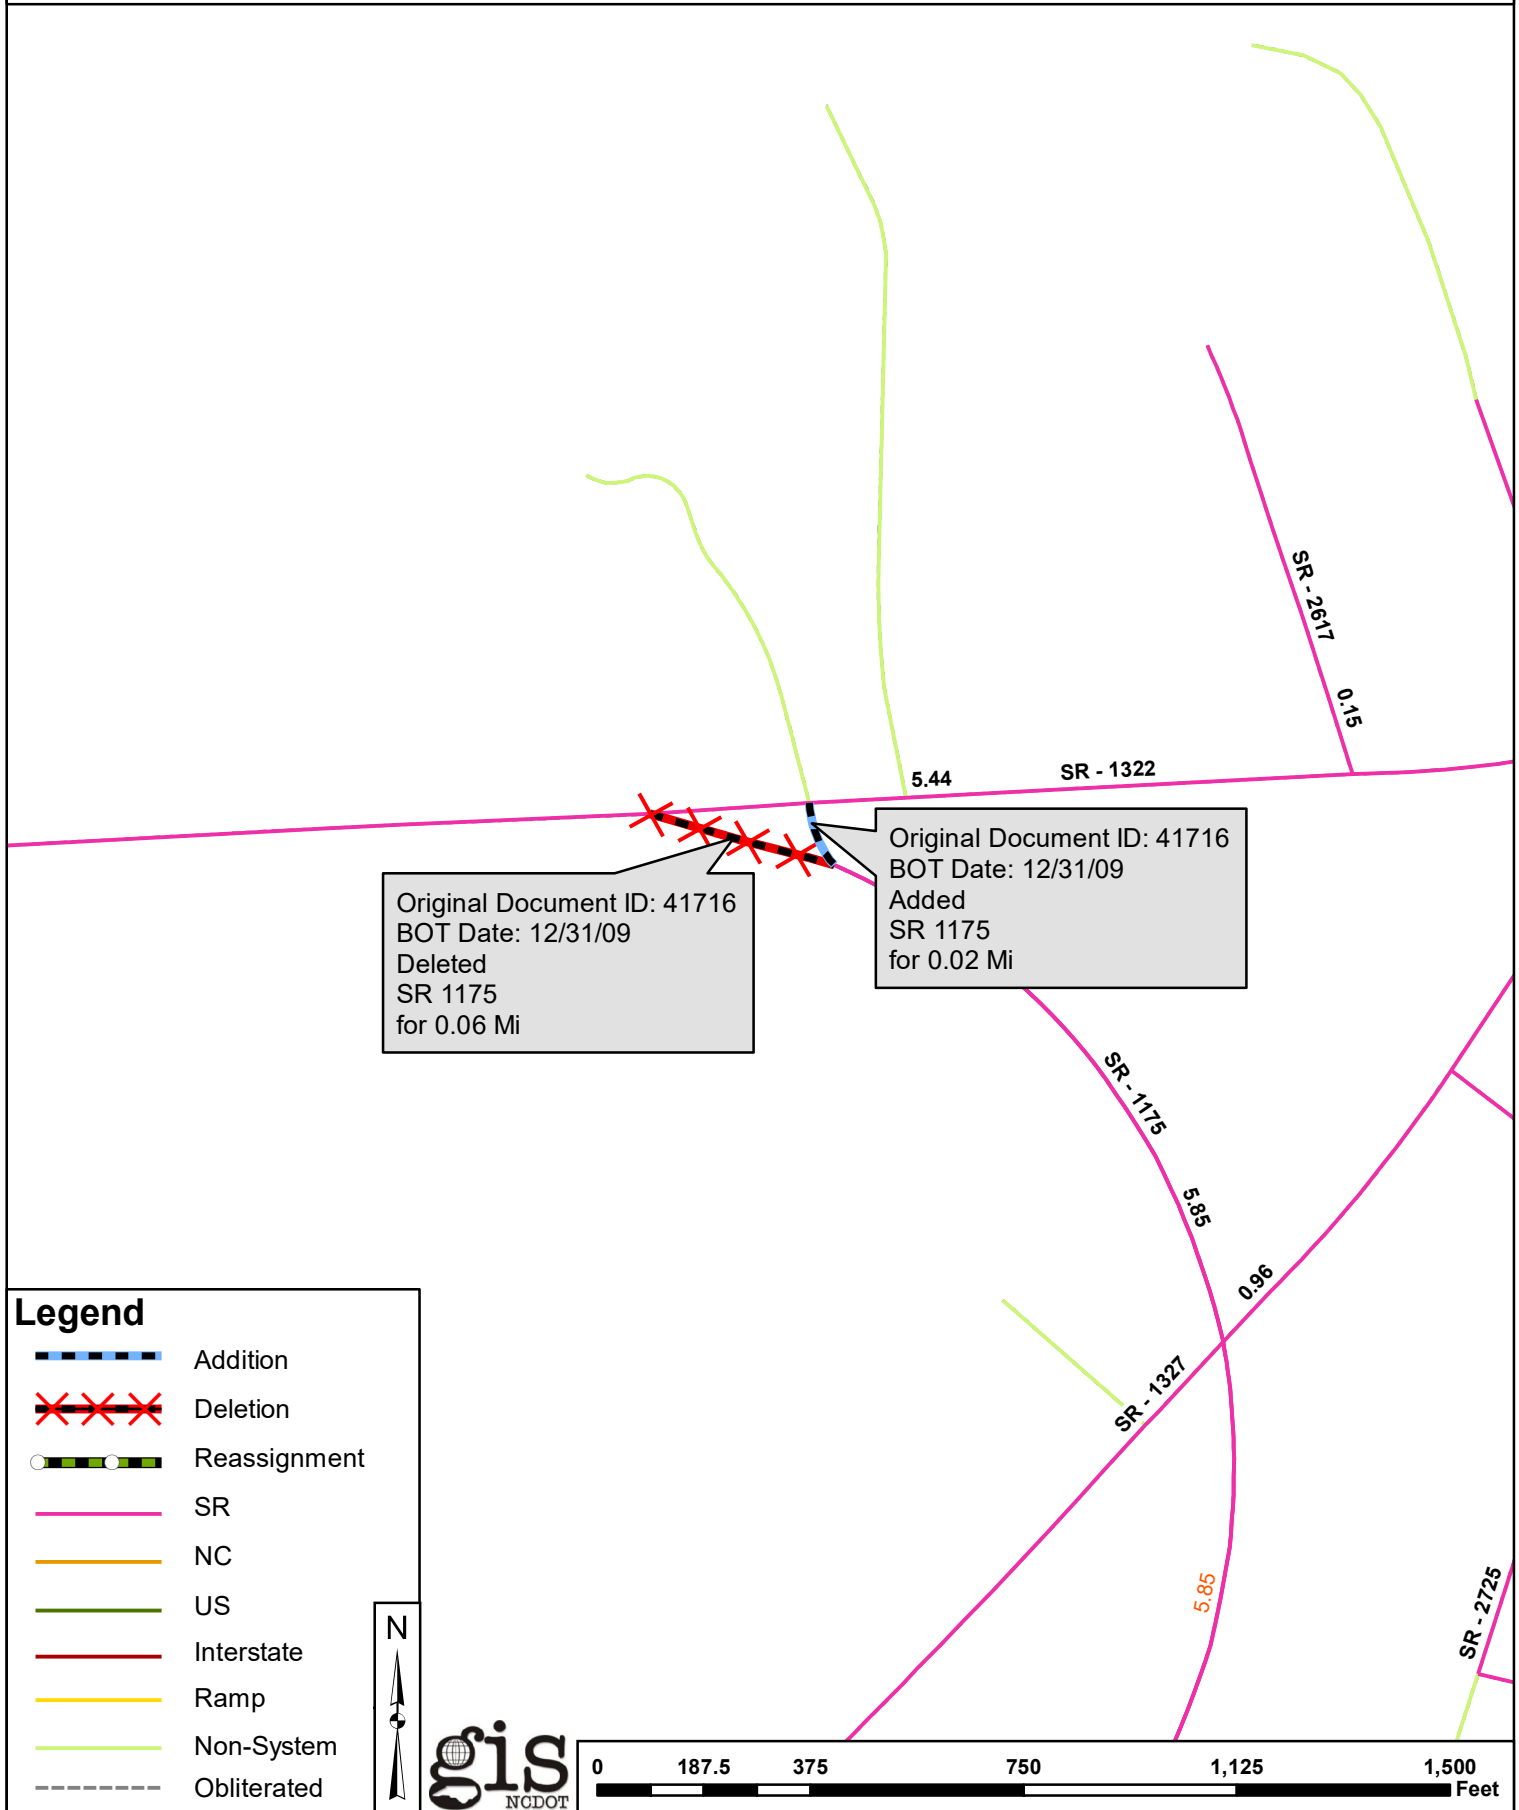 SR - 2617
0.15
5.44
SR - 1322
Original Document ID: 41716
BOT Date: 12/31/09
Added
SR 1175
for 0.02 Mi
Original Document ID: 41716
BOT Date: 12/31/09
Deleted
SR 1175
for 0.06 Mi
SR - 1175
5.85
0.96
SR - 1327
5.85
SR - 2725
Legend
Addition
Deletion
Reassignment
SR
NC
US
Interstate
Ramp
Non-System
Obliterated
N
gis
NCDOT
0 187.5 375 750 1,125 1,500
Feet